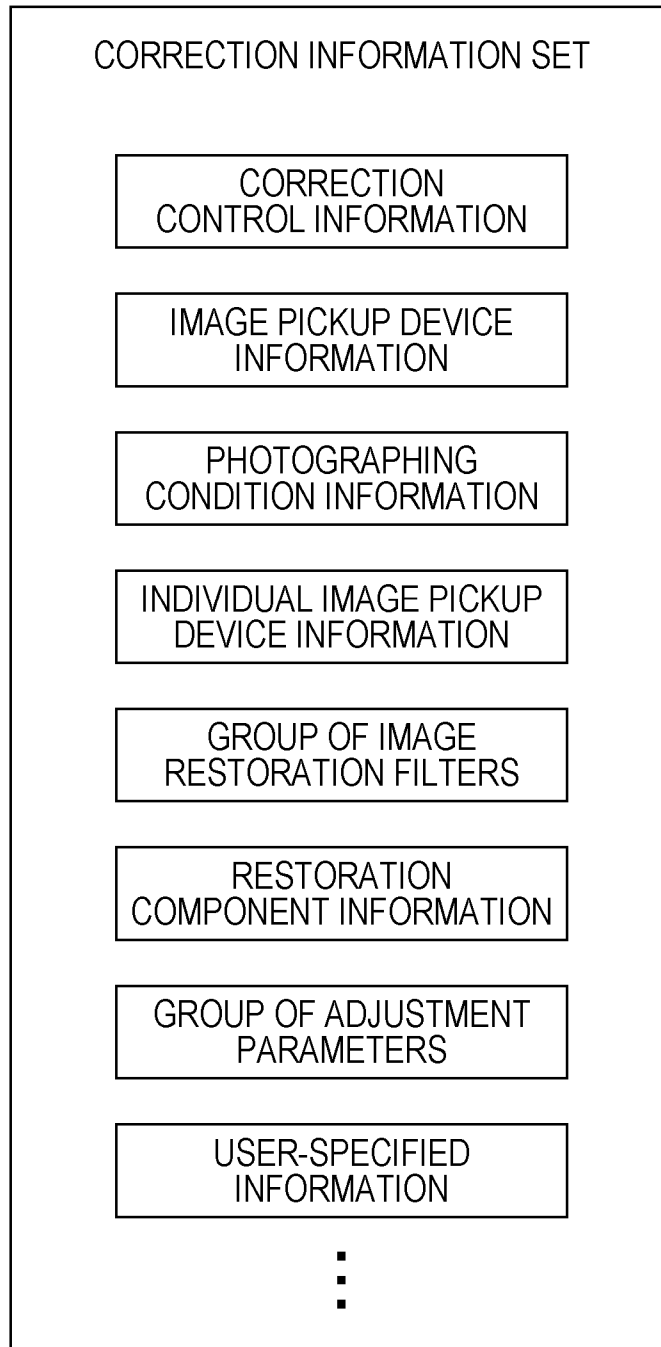 CORRECTION INFORMATION SET
CORRECTION
CONTROL INFORMATION
IMAGE PICKUP DEVICE
INFORMATION
PHOTOGRAPHING
CONDITION INFORMATION
INDIVIDUAL IMAGE PICKUP
DEVICE INFORMATION
GROUP OF IMAGE
RESTORATION FILTERS
RESTORATION
COMPONENT INFORMATION
GROUP OF ADJUSTMENT
PARAMETERS
USER-SPECIFIED
INFORMATION